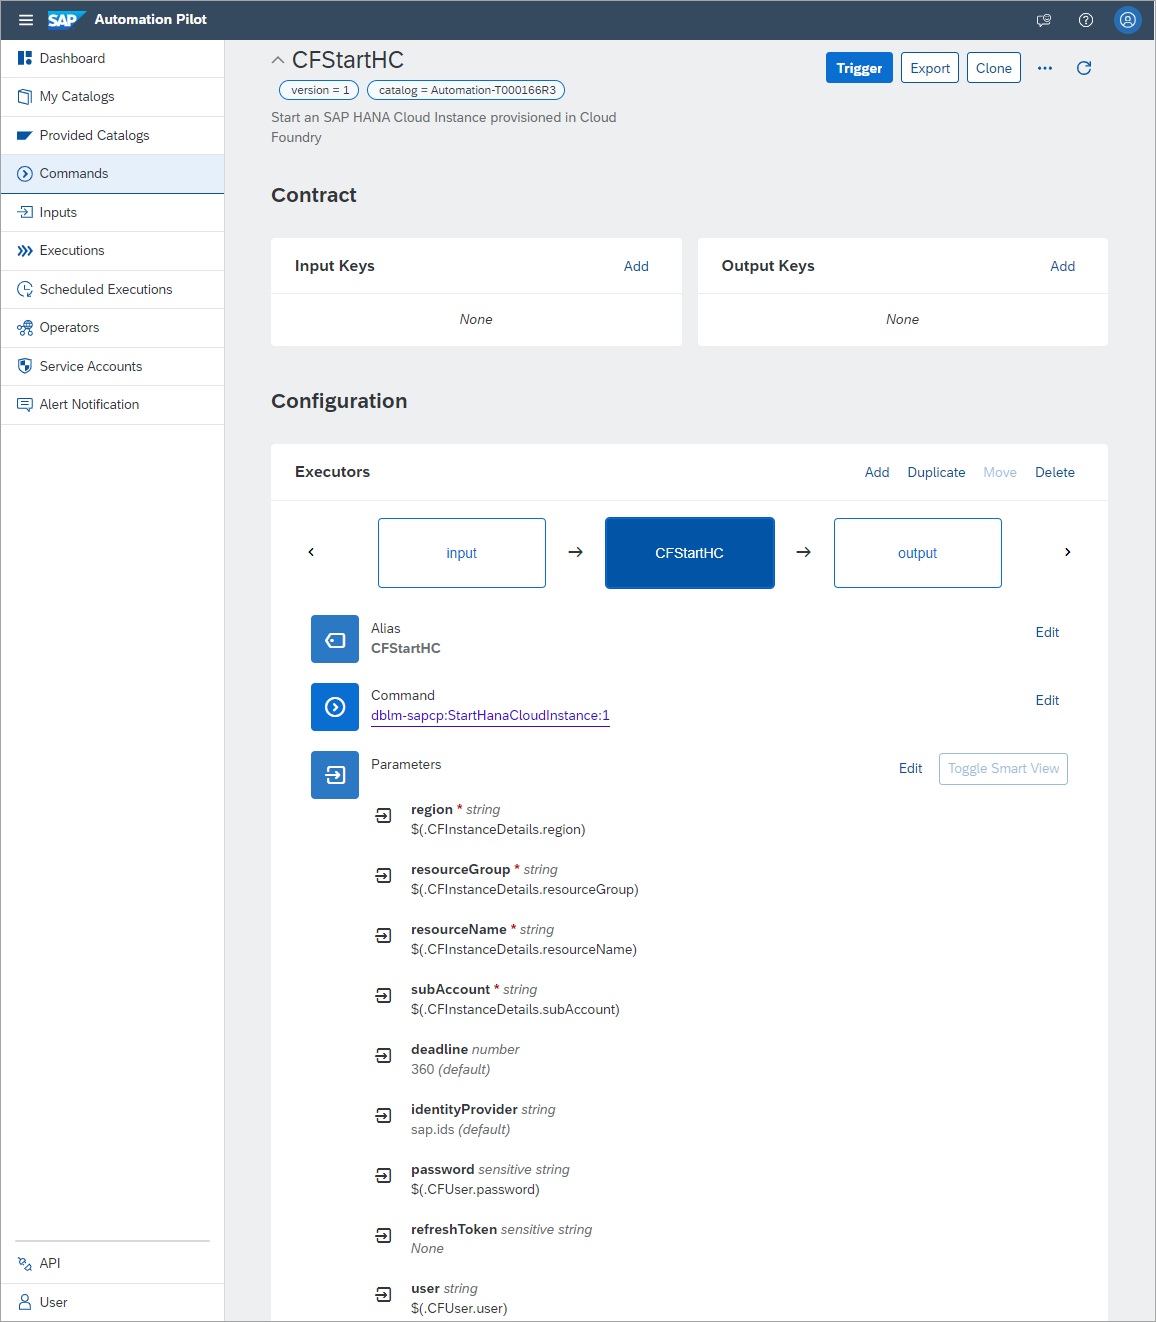 SAP Automation Pilot
Dashboard
My Catalogs
Provided Catalogs
Commands
Inputs
Executions
Scheduled Executions
Operators
Service Accounts
Alert Notification
API
User
CFStartHC
Trigger Export Clone
version = 1 catalog = Automation-T000166R3
Start an SAP HANA Cloud Instance provisioned in Cloud
Foundry
Contract
Input Keys Add
None
Output Keys Add
None
Configuration
Executors Add Duplicate Move Delete
input CFStartHC output
Alias
CFStartHC
Edit
Command
dblm-sapcp:StartHanaCloudInstance:1
Edit
Parameters Edit Toggle Smart View
region * string
$(.CFInstanceDetails.region)
resourceGroup * string
$(.CFInstanceDetails.resourceGroup)
resourceName * string
$(.CFInstanceDetails.resourceName)
subAccount * string
$(.CFInstanceDetails.subAccount)
deadline number
360 (default)
identityProvider string
sap.ids (default)
password sensitive string
$(.CFUser.password)
refreshToken sensitive string
None
user string
$(.CFUser.user)